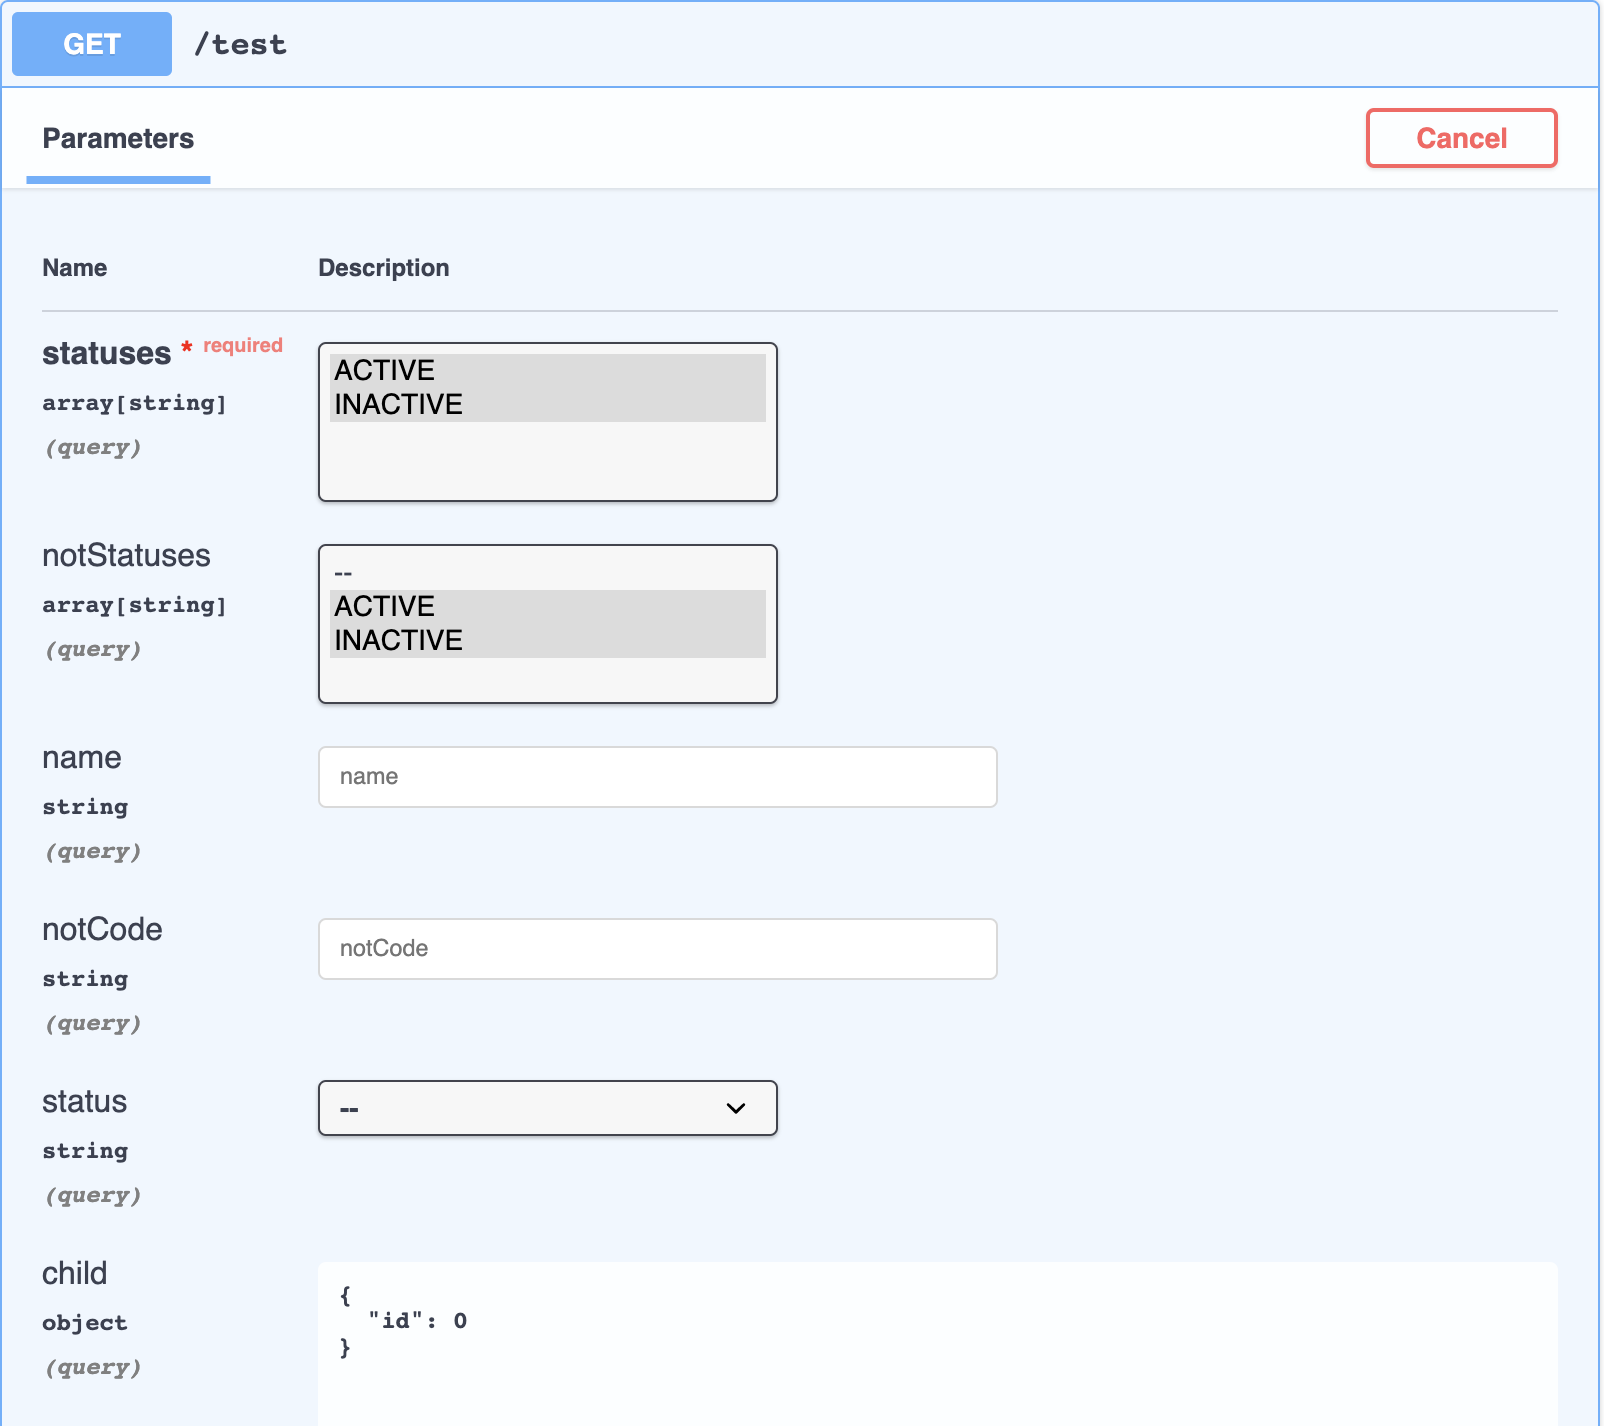 GET /test
Parameters
Cancel
Name Description
statuses * required
array[string]
(query)
ACTIVE
INACTIVE
notStatuses
array[string]
(query)
--
ACTIVE
INACTIVE
name
string
(query)
name
notCode
string
(query)
notCode
status
string
(query)
--
child
object
(query)
{
"id": 0
}